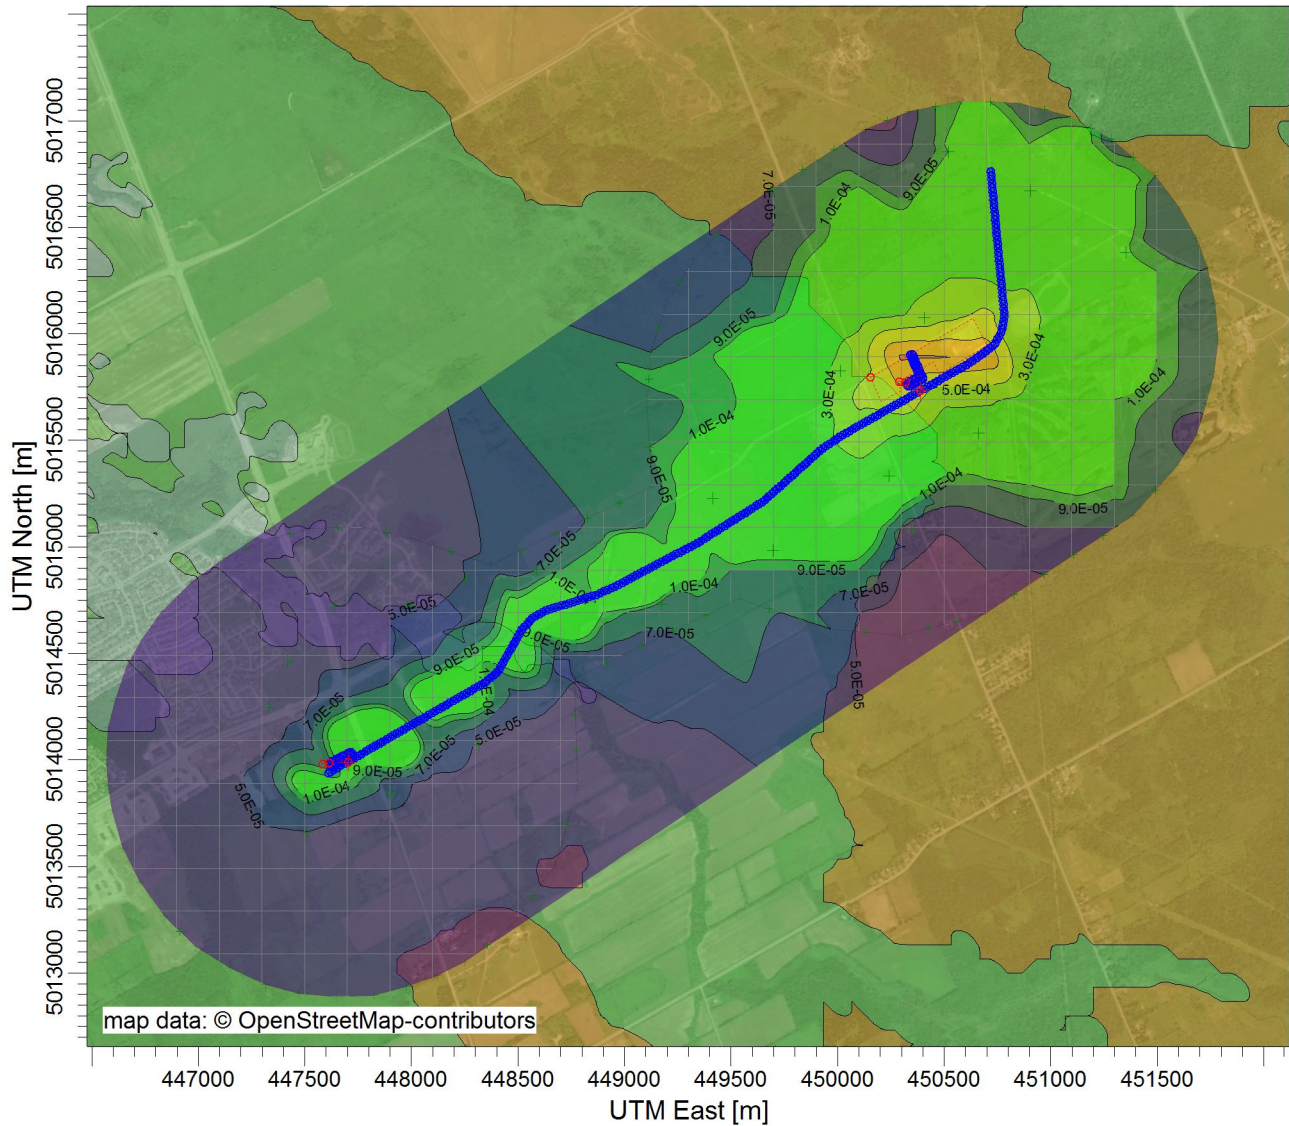 5017000
5016500
5016000
5015500
5015000
5014500
5014000
5013500
5013000
UTM North [m]
7.0E-05
1.0E-04
9.0E-05
9.0E-05
3.0E-04
3.0E-04
5.0E-04
1.0E-04
1.0E-04
9.0E-05
1.0E-04
9.0E-05
7.0E-05
9.0E-05
1.0E-04
7.0E-05
5.0E-05
9.0E-05
7.0E-05
9.0E-05
1.0E-04
5.0E-05
5.0E-05
7.0E-05
7.0E-05
9.0E-05
1.0E-04
5.0E-05
map data: © OpenStreetMap-contributors
447000 447500 448000 448500 449000 449500 450000 450500 451000 451500
UTM East [m]